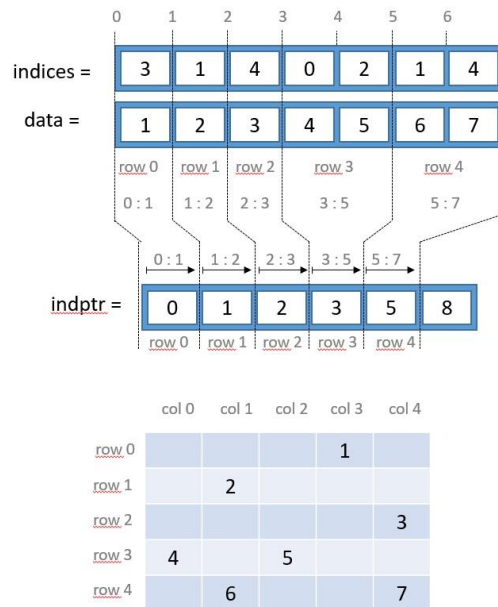 0 1 2 3 4 5 6
indices = 3 1 4 0 2 1 4
data = 1 2 3 4 5 6 7
row 0 row 1 row 2 row 3 row 4
0 : 1 1 : 2 2 : 3 3 : 5 5 : 7
0 : 1 1 : 2 2 : 3 3 : 5 5 : 7
indptr = 0 1 2 3 5 8
row 0 row 1 row 2 row 3 row 4
col 0 col 1 col 2 col 3 col 4
row 0 1
row 1 2
row 2 3
row 3 4 5
row 4 6 7